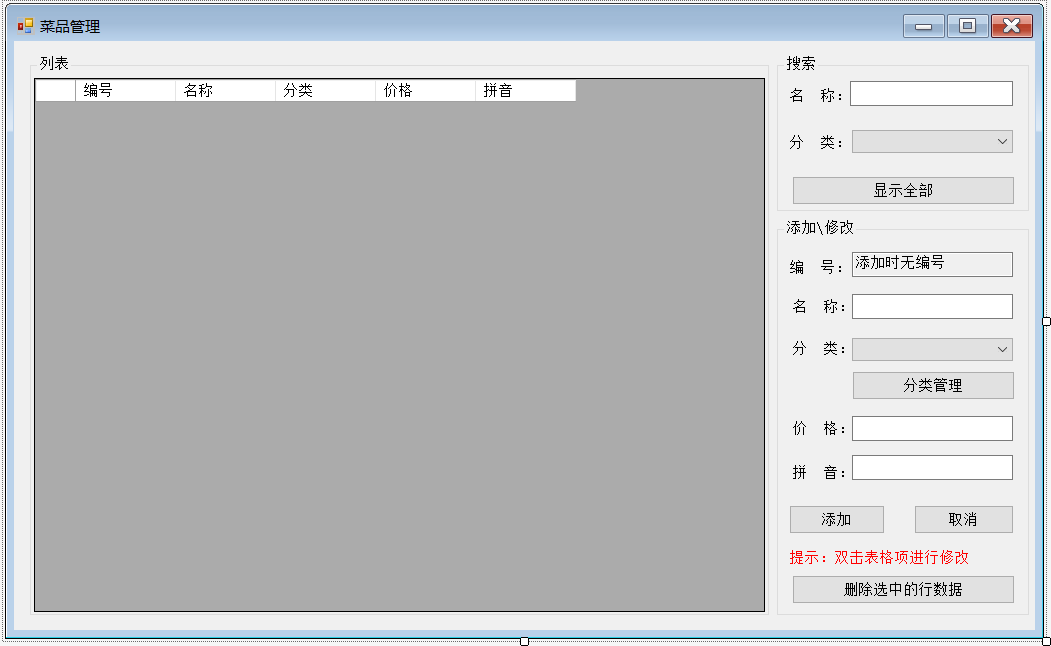 菜品管理
列表
编号 名称 分类 价格 拼音
搜索
名 称：
分 类：
显示全部
添加\修改
编 号： 添加时无编号
名 称：
分 类：
分类管理
价 格：
拼 音：
添加 取消
提示：双击表格项进行修改
删除选中的行数据